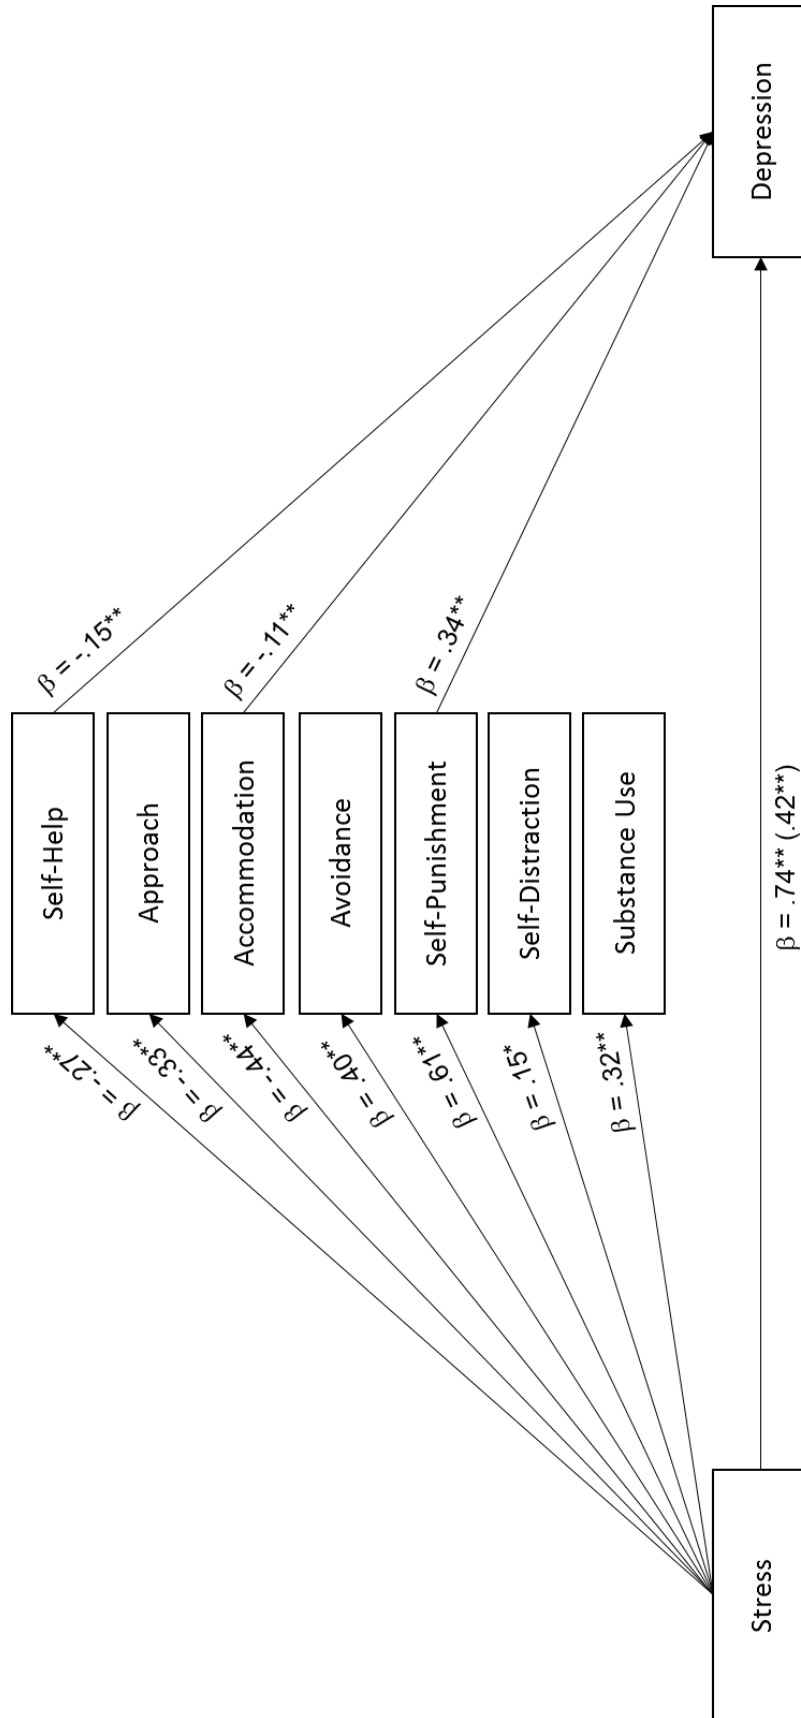 Self-Help
Approach
Accommodation
Avoidance
Self-Punishment
Self-Distraction
Substance Use
β = -.27**
β = -.33**
β = -.44**
β = .40**
β = .61**
β = .15*
β = .32**
β = -.15**
β = -.11**
β = .34**
Stress
Depression
β = .74** (.42**)